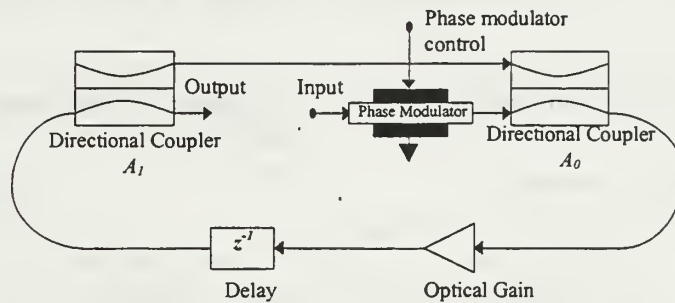 Phase modulator
control
Output
Input
Phase Modulator
Directional Coupler
A1
Directional Coupler
A0
z-1
Delay
Optical Gain